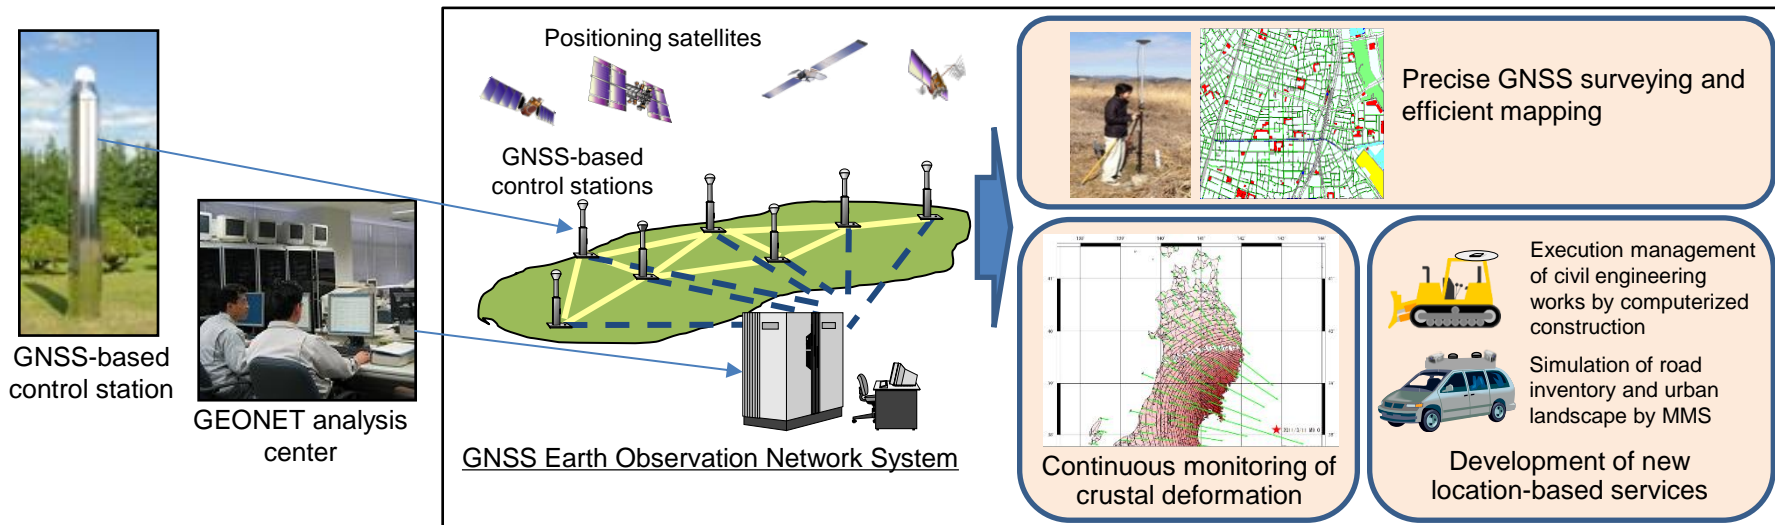 GNSS-based
control station
GEONET analysis
center
Positioning satellites
GNSS-based
control stations
GNSS Earth Observation Network System
Precise GNSS surveying and
efficient mapping
Continuous monitoring of
crustal deformation
Execution management
of civil engineering
works by computerized
construction
Simulation of road
inventory and urban
landscape by MMS
Development of new
location-based services